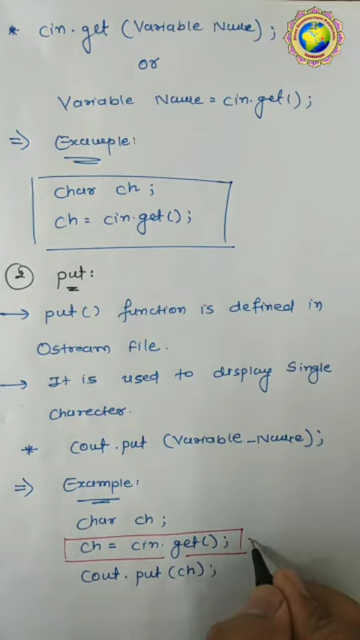 * cin.get (Variable Name);
or
Variable Name = cin.get();
⇒ Example:
Char ch;
Ch = cin.get();
② put:
→ put() function is defined in
Ostream file.
→ It is used to display Single
Charecter.
* Cout.put (Variable_Name);
⇒ Example:
Char ch;
Ch = cin.get();
Cout.put(ch);